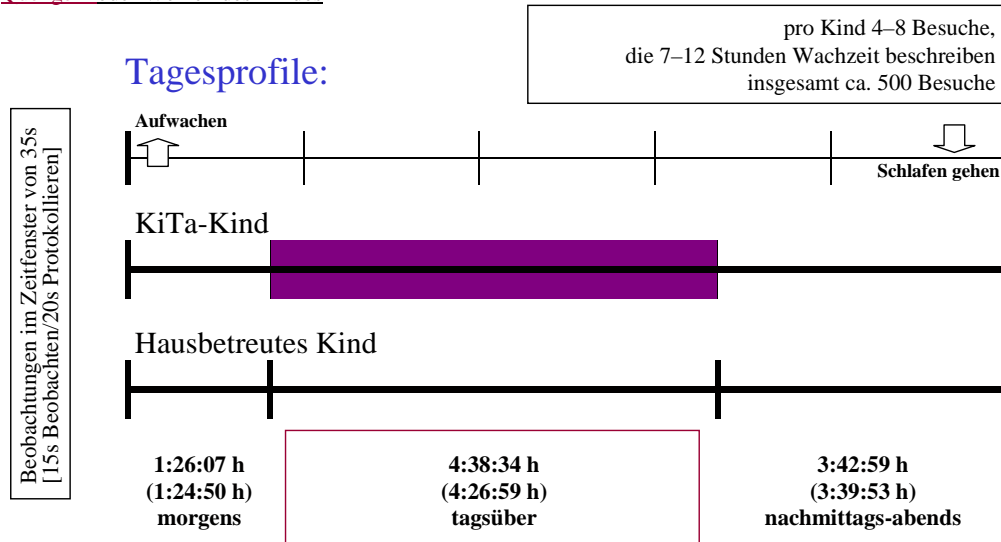 pro Kind 4–8 Besuche,
die 7–12 Stunden Wachzeit beschreiben
insgesamt ca. 500 Besuche
Tagesprofile:
Beobachtungen im Zeitfenster von 35s
[15s Beobachten/20s Protokollieren]
Aufwachen
Schlafen gehen
KiTa-Kind
Hausbetreutes Kind
1:26:07 h
(1:24:50 h)
morgens
4:38:34 h
(4:26:59 h)
tagsüber
3:42:59 h
(3:39:53 h)
nachmittags-abends